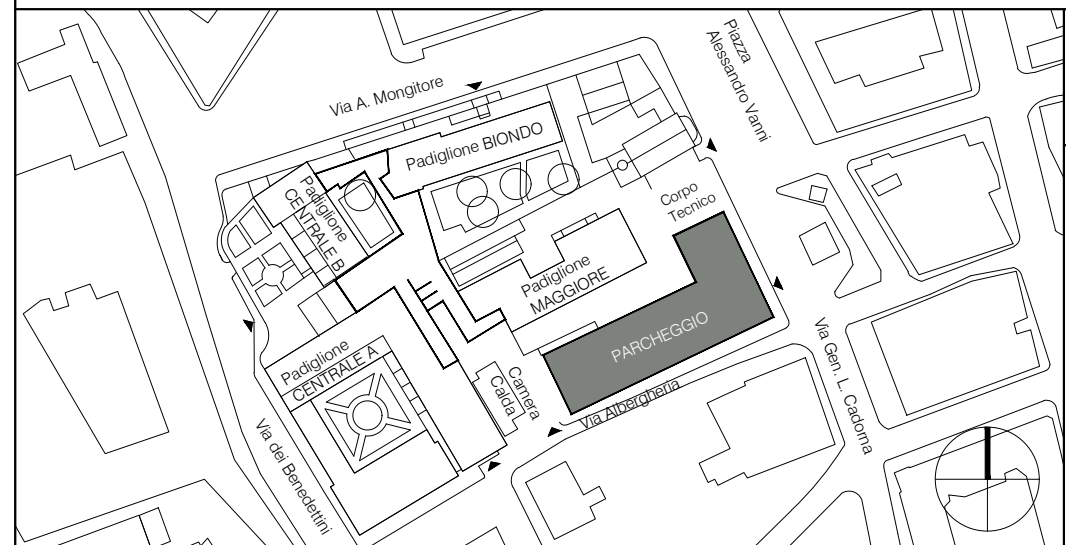 Piazza
Alessandro Vanni
Via A. Mongitore
Padiglione BIONDO
Padiglione
CENTRALE B
Corpo
Tecnico
Padiglione
MAGGIORE
PARCHEGGIO
Padiglione
CENTRALE A
Camera
Calda
Via Albergheria
Via Gen. L. Cadorna
Via dei Benedettini